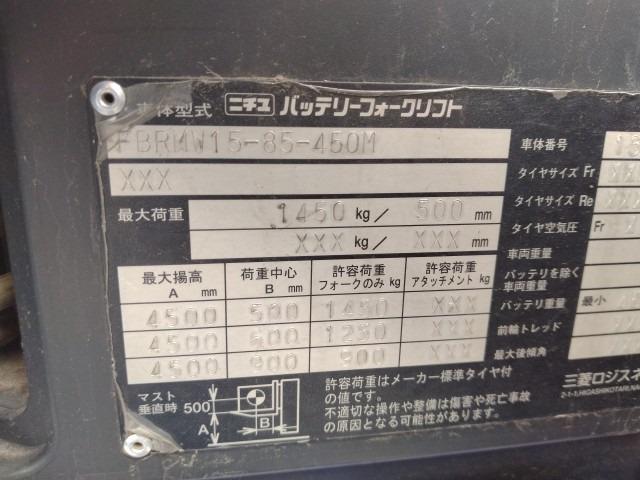 車体型式 ニチユ バッテリーフォークリフト
FBRMW15-85-450M
XXX
最大荷重 1450 kg / 500 mm
XXX kg / XXX mm
最大揚高 A mm 荷重中心 B mm 許容荷重 フォークのみ kg 許容荷重 アタッチメント kg
4500 500 1450 XXX
4500 600 1250 XXX
4500 900 900 XXX
マスト 垂直時 500 A B
許容荷重はメーカー標準タイヤ付
の値です。
不適切な操作や整備は傷害や死亡事故
の原因となる可能性があります。
車体番号 15
タイヤサイズ Fr XX
タイヤサイズ Re XX
タイヤ空気圧 Fr
車両重量
バッテリを除く
車両重量
バッテリ重量 最小
前輪トレッド
最大後傾角
三菱ロジスネ
2-1-1,HIGASHIKOTARI,N